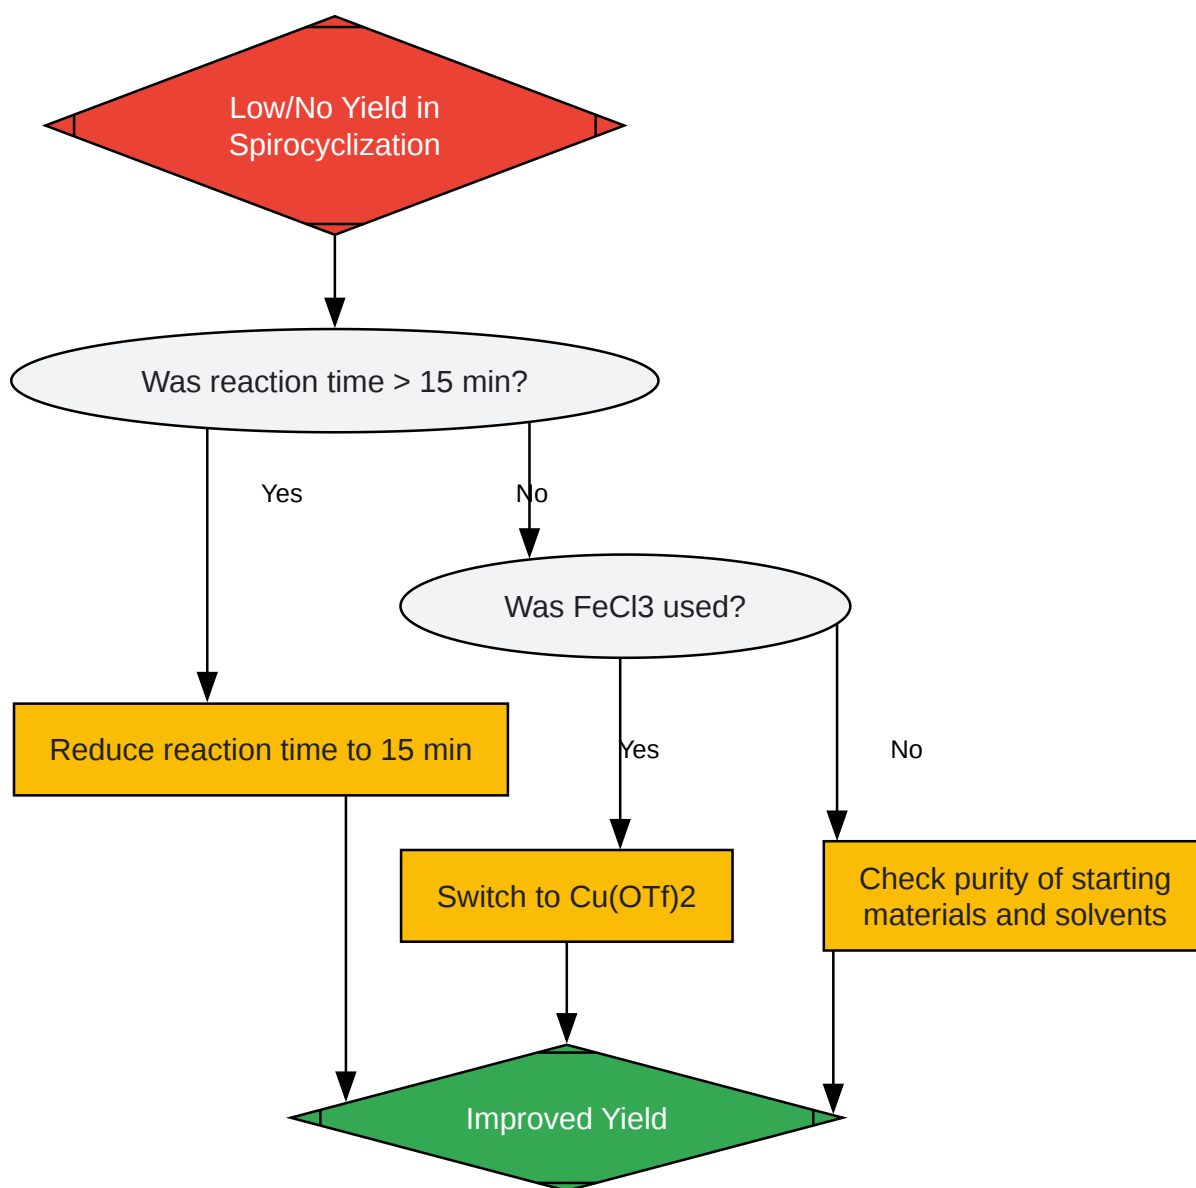 Low/No Yield in
Spirocyclization
Was reaction time > 15 min?
Yes
No
Was FeCl3 used?
Reduce reaction time to 15 min
Yes
No
Switch to Cu(OTf)2
Check purity of starting
materials and solvents
Improved Yield